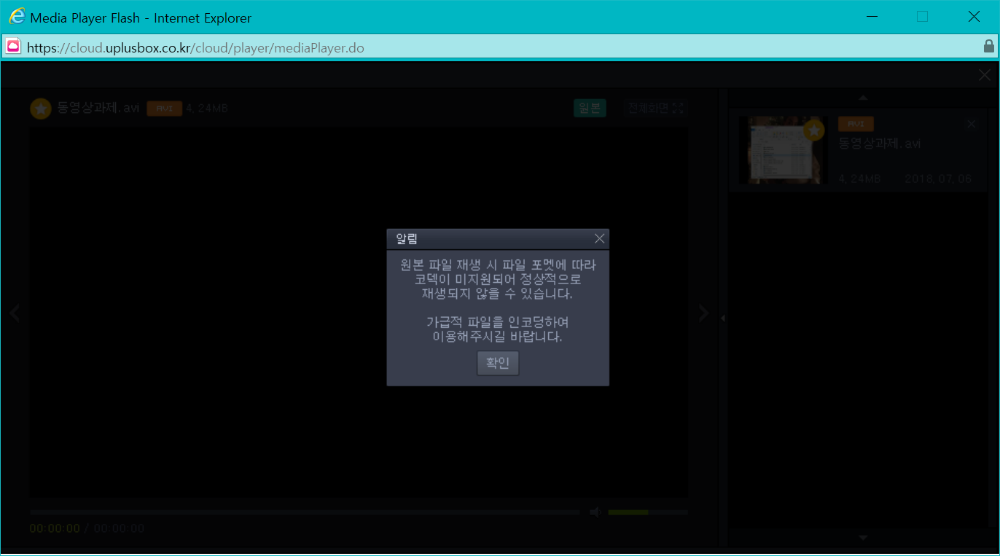 Media Player Flash - Internet Explorer
https://cloud.uplusbox.co.kr/cloud/player/mediaPlayer.do
동영상과제.avi AVI 4, 24MB 원본 전체화면
AVI
동영상과제.avi
4, 24MB 2018, 07, 06
알림
원본 파일 재생 시 파일 포멧에 따라
코덱이 미지원되어 정상적으로
재생되지 않을 수 있습니다.
가급적 파일을 인코딩하여
이용해주시길 바랍니다.
확인
00:00:00 / 00:00:00